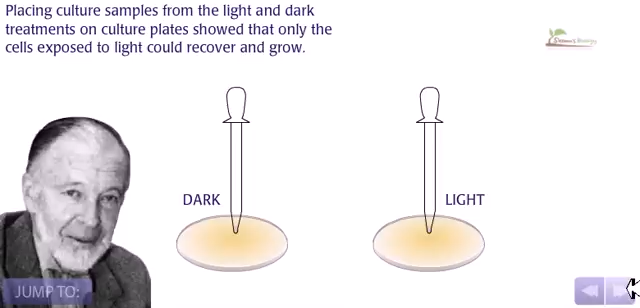 Placing culture samples from the light and dark
treatments on culture plates showed that only the
cells exposed to light could recover and grow.
DARK
LIGHT
JUMP TO: